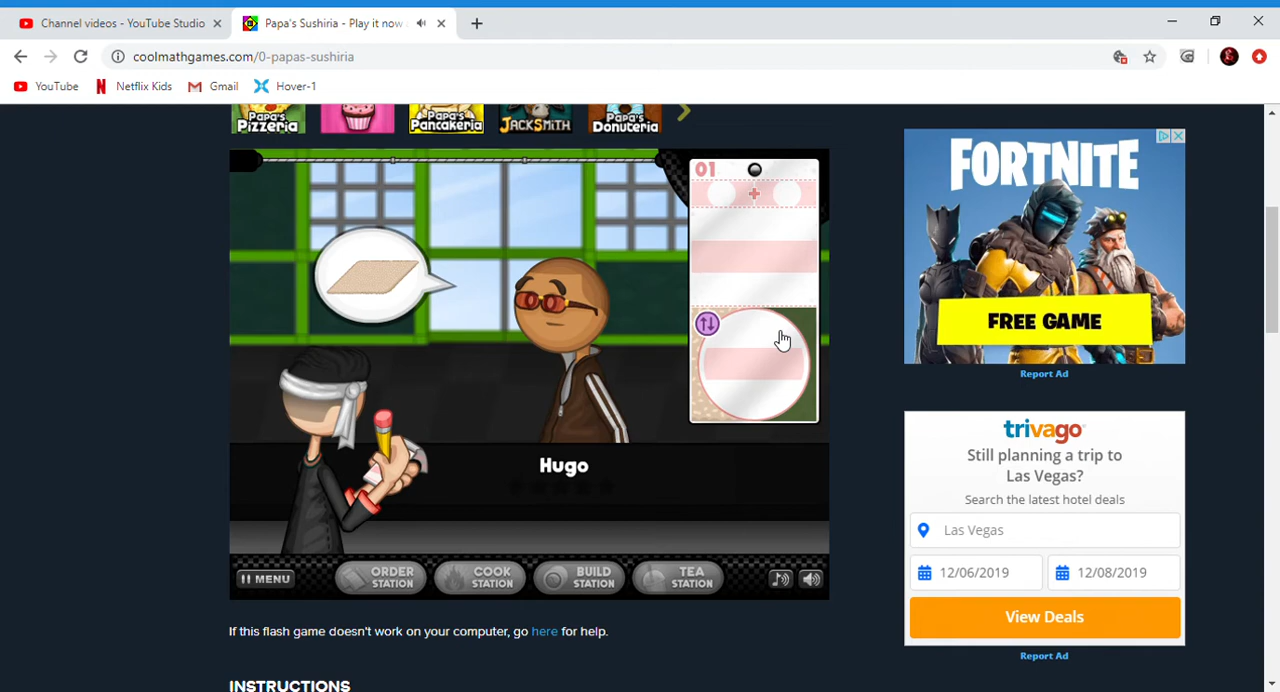 Channel videos - YouTube Studio
Papa's Sushiria - Play it now
coolmathgames.com/0-papas-sushiria
YouTube
Netflix Kids
Gmail
Hover-1
Papa's Pizzeria
Papa's Pancakeria
JACKSMITH
Papa's Donuteria
01
Hugo
MENU
ORDER STATION
COOK STATION
BUILD STATION
TEA STATION
If this flash game doesn't work on your computer, go here for help.
INSTRUCTIONS
FORTNITE
FREE GAME
Report Ad
trivago
Still planning a trip to
Las Vegas?
Search the latest hotel deals
Las Vegas
12/06/2019
12/08/2019
View Deals
Report Ad